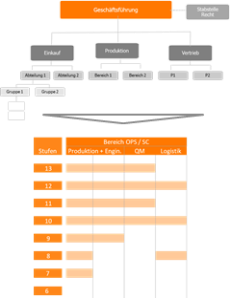 Geschäftsführung
Stabstelle
Recht
Einkauf
Produktion
Vertrieb
Abteilung 1
Abteilung 2
Bereich 1
Bereich 2
P1
P2
Gruppe 1
Gruppe 2
Bereich OPS / SC
Stufen
Produktion + Engin.
QM
Logistik
13
12
11
10
9
8
7
6